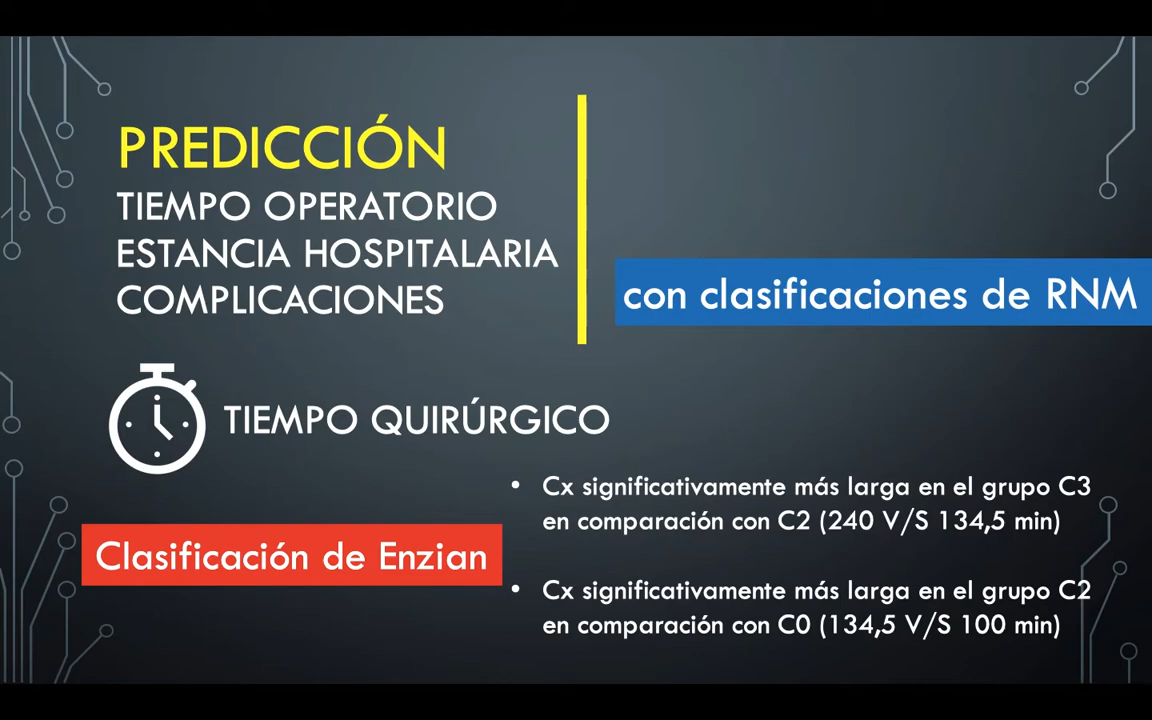 PREDICCIÓN
TIEMPO OPERATORIO
ESTANCIA HOSPITALARIA
COMPLICACIONES
con clasificaciones de RNM
TIEMPO QUIRÚRGICO
Clasificación de Enzian
• Cx significativamente más larga en el grupo C3
en comparación con C2 (240 V/S 134,5 min)
• Cx significativamente más larga en el grupo C2
en comparación con C0 (134,5 V/S 100 min)